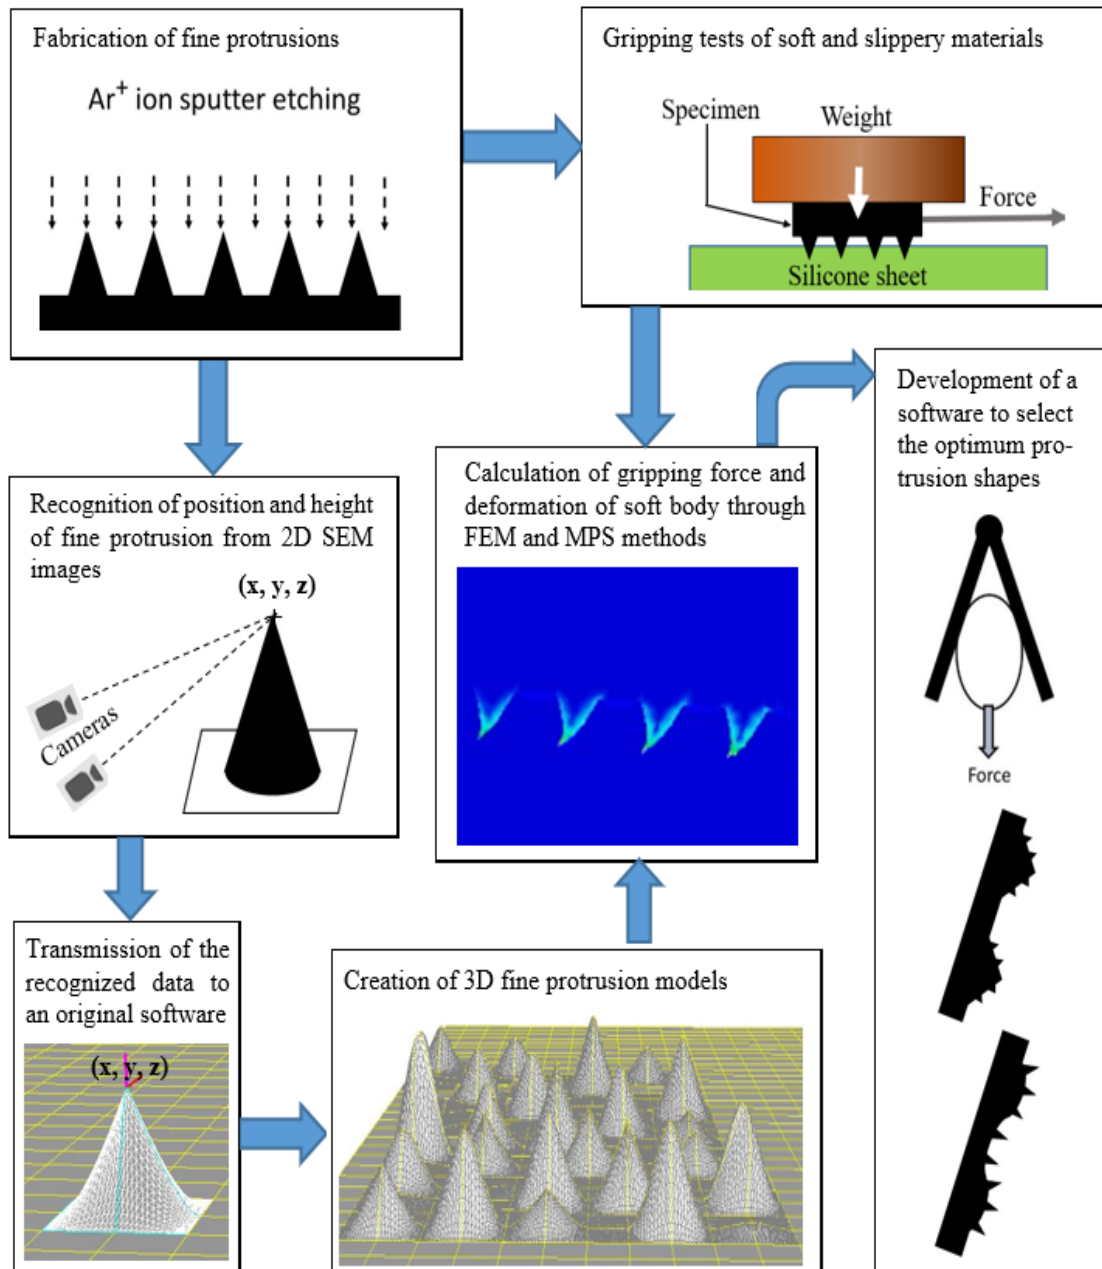 Fabrication of fine protrusions
Ar⁺ ion sputter etching
Gripping tests of soft and slippery materials
Specimen
Weight
Force
Silicone sheet
Recognition of position and height
of fine protrusion from 2D SEM
images
(x, y, z)
Cameras
Transmission of the
recognized data to
an original software
(x, y, z)
Creation of 3D fine protrusion models
Calculation of gripping force and
deformation of soft body through
FEM and MPS methods
Development of a
software to select
the optimum pro-
trusion shapes
Force